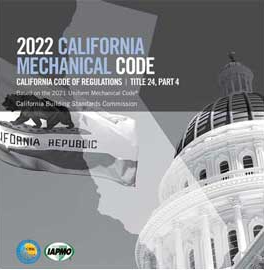 2022 CALIFORNIA
MECHANICAL CODE
CALIFORNIA CODE OF REGULATIONS | TITLE 24, PART 4
Based on the 2021 Uniform Mechanical Code®
California Building Standards Commission
IFORNIA REPUBLIC
IAPMO